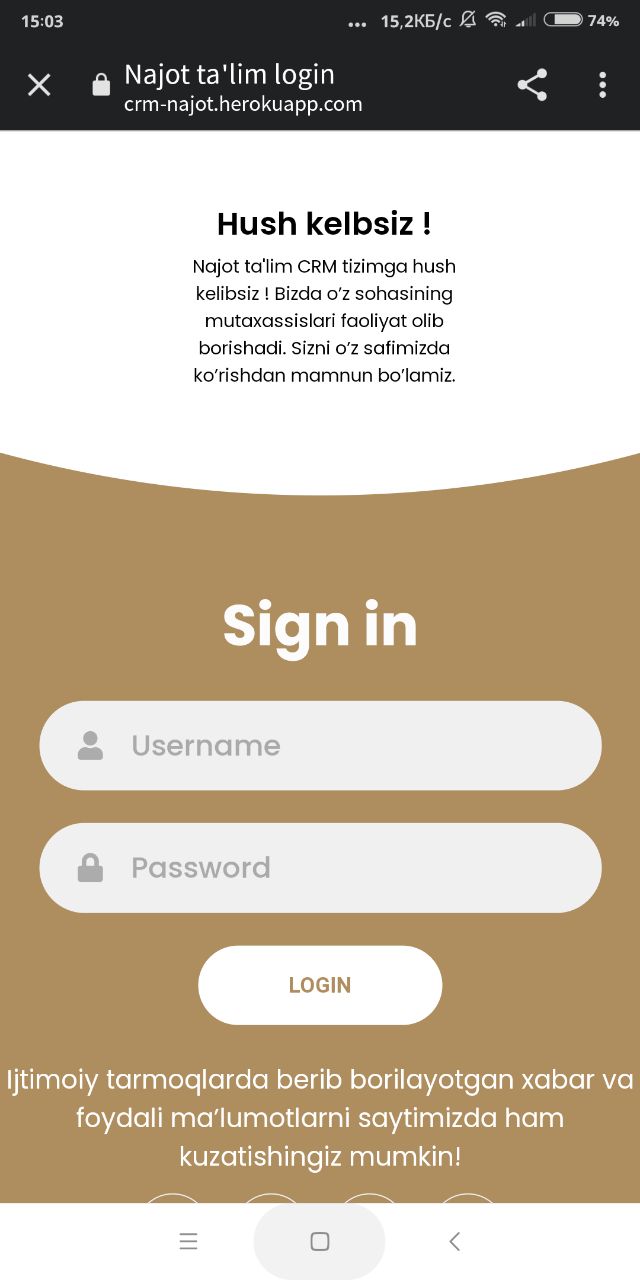 15:03 ... 15,2КБ/с 74%
Najot ta'lim login
crm-najot.herokuapp.com
Hush kelbsiz !
Najot ta'lim CRM tizimga hush
kelibsiz ! Bizda o‘z sohasining
mutaxassislari faoliyat olib
borishadi. Sizni o‘z safimizda
ko‘rishdan mamnun bo‘lamiz.
Sign in
Username
Password
LOGIN
Ijtimoiy tarmoqlarda berib borilayotgan xabar va
foydali ma’lumotlarni saytimizda ham
kuzatishingiz mumkin!